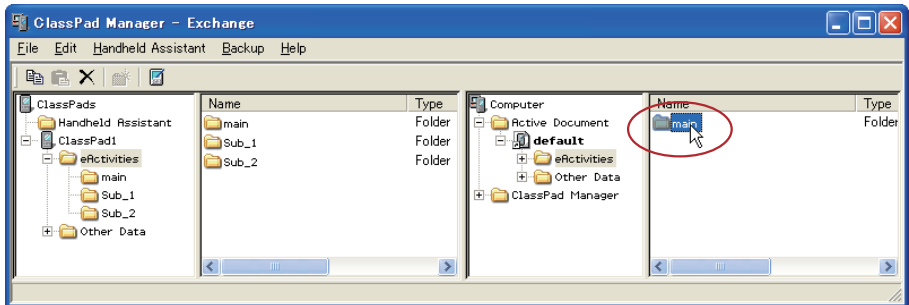 ClassPad Manager - Exchange
File Edit Handheld Assistant Backup Help
ClassPads
Handheld Assistant
ClassPad1
eActivities
main
Sub_1
Sub_2
Other Data
Name Type
main Folder
Sub_1 Folder
Sub_2 Folder
Computer
Active Document
default
eActivities
Other Data
ClassPad Manager
Name Type
main Folder